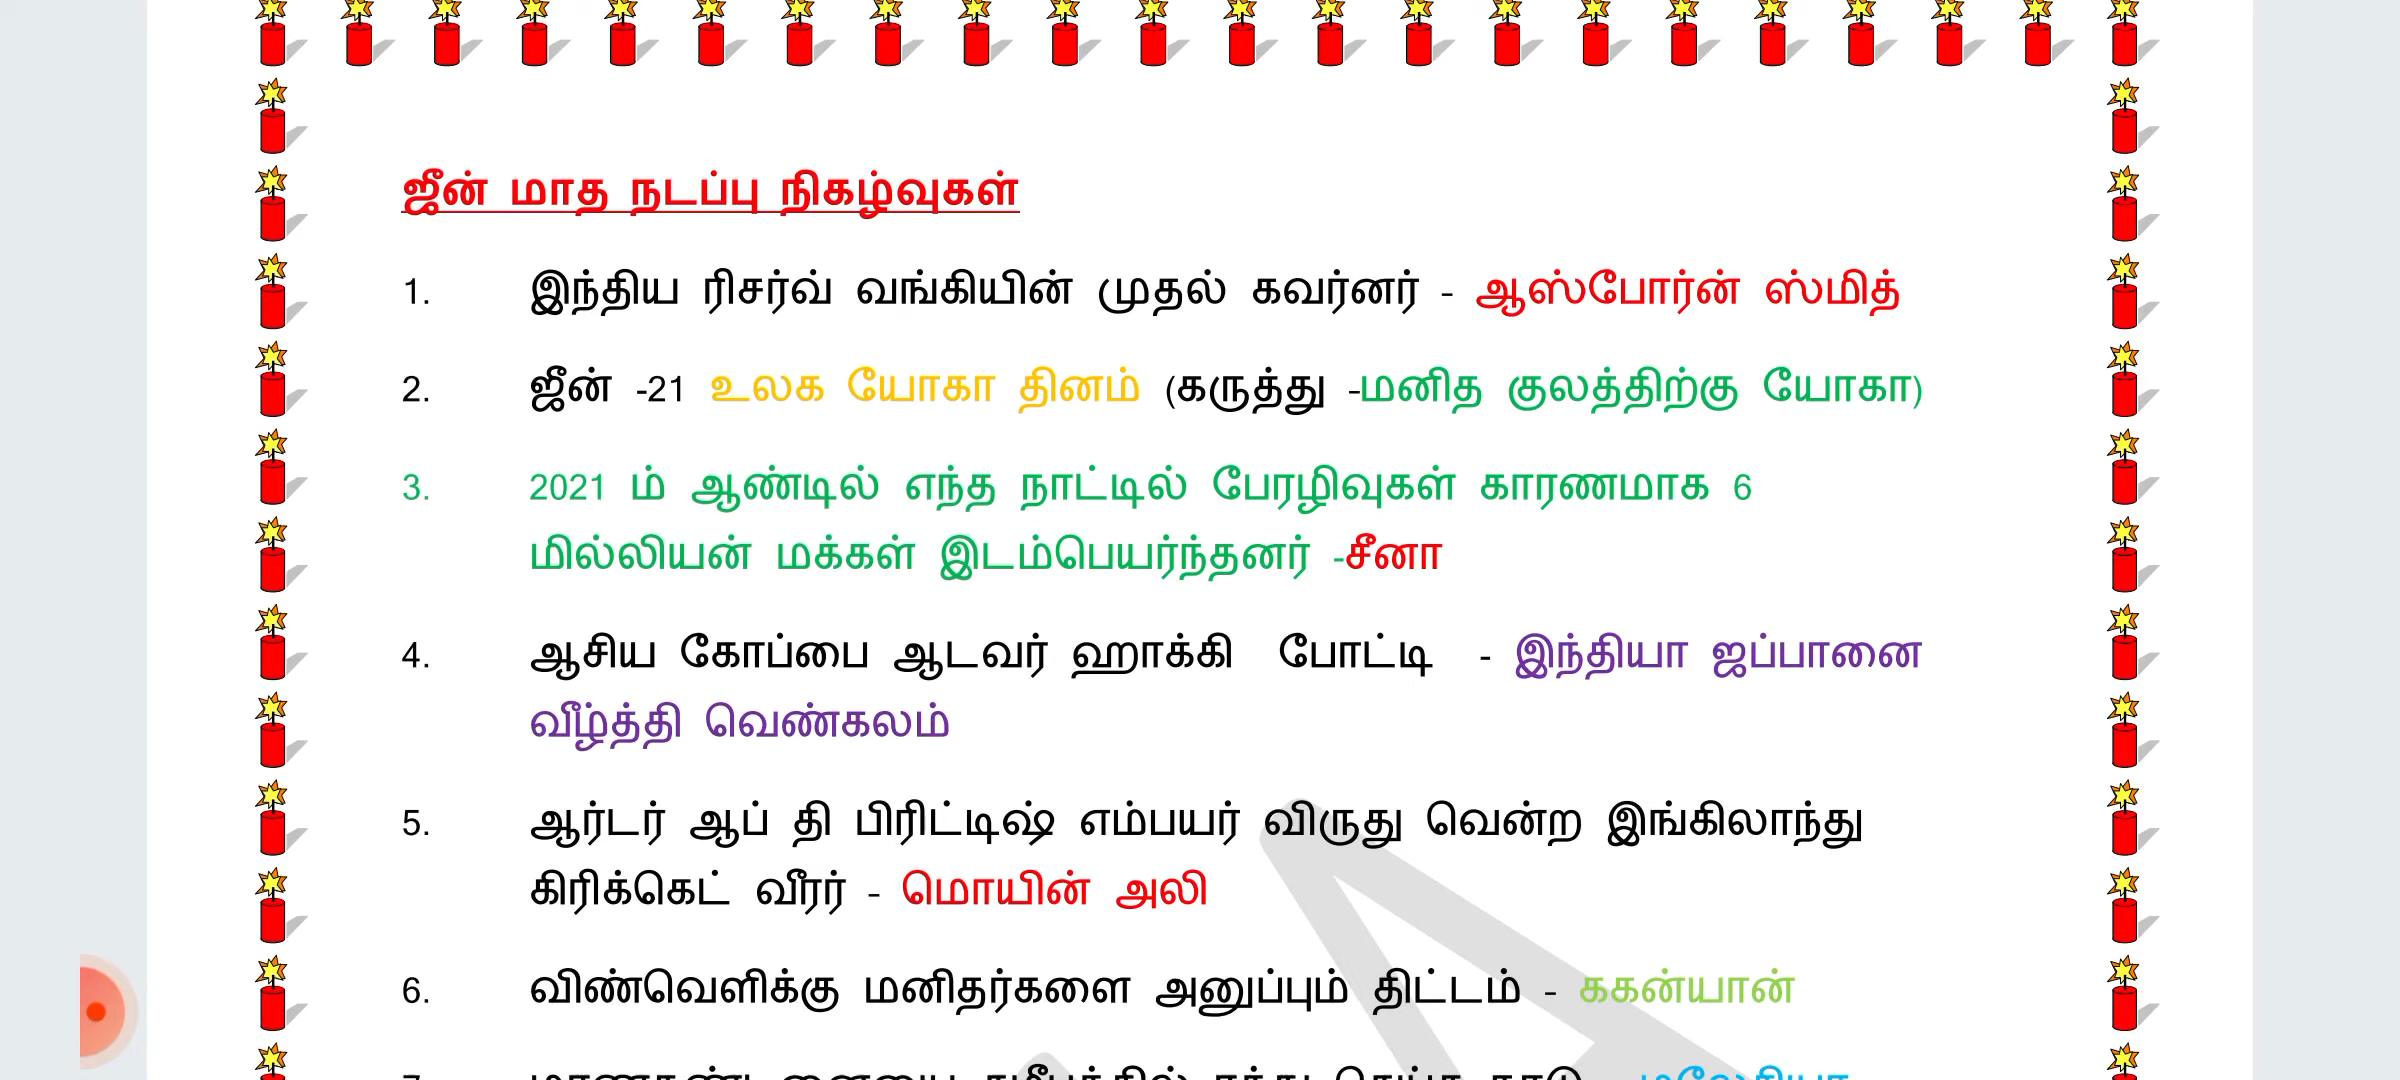 ஜீன் மாத நடப்பு நிகழ்வுகள்
1. இந்திய ரிசர்வ் வங்கியின் முதல் கவர்னர் - ஆஸ்போர்ன் ஸ்மித்
2. ஜீன் -21 உலக யோகா தினம் (கருத்து -மனித குலத்திற்கு யோகா)
3. 2021 ம் ஆண்டில் எந்த நாட்டில் பேரழிவுகள் காரணமாக 6
மில்லியன் மக்கள் இடம்பெயர்ந்தனர் -சீனா
4. ஆசிய கோப்பை ஆடவர் ஹாக்கி போட்டி - இந்தியா ஜப்பானை
வீழ்த்தி வெண்கலம்
5. ஆர்டர் ஆப் தி பிரிட்டிஷ் எம்பயர் விருது வென்ற இங்கிலாந்து
கிரிக்கெட் வீரர் - மொயின் அலி
6. விண்வெளிக்கு மனிதர்களை அனுப்பும் திட்டம் - ககன்யான்